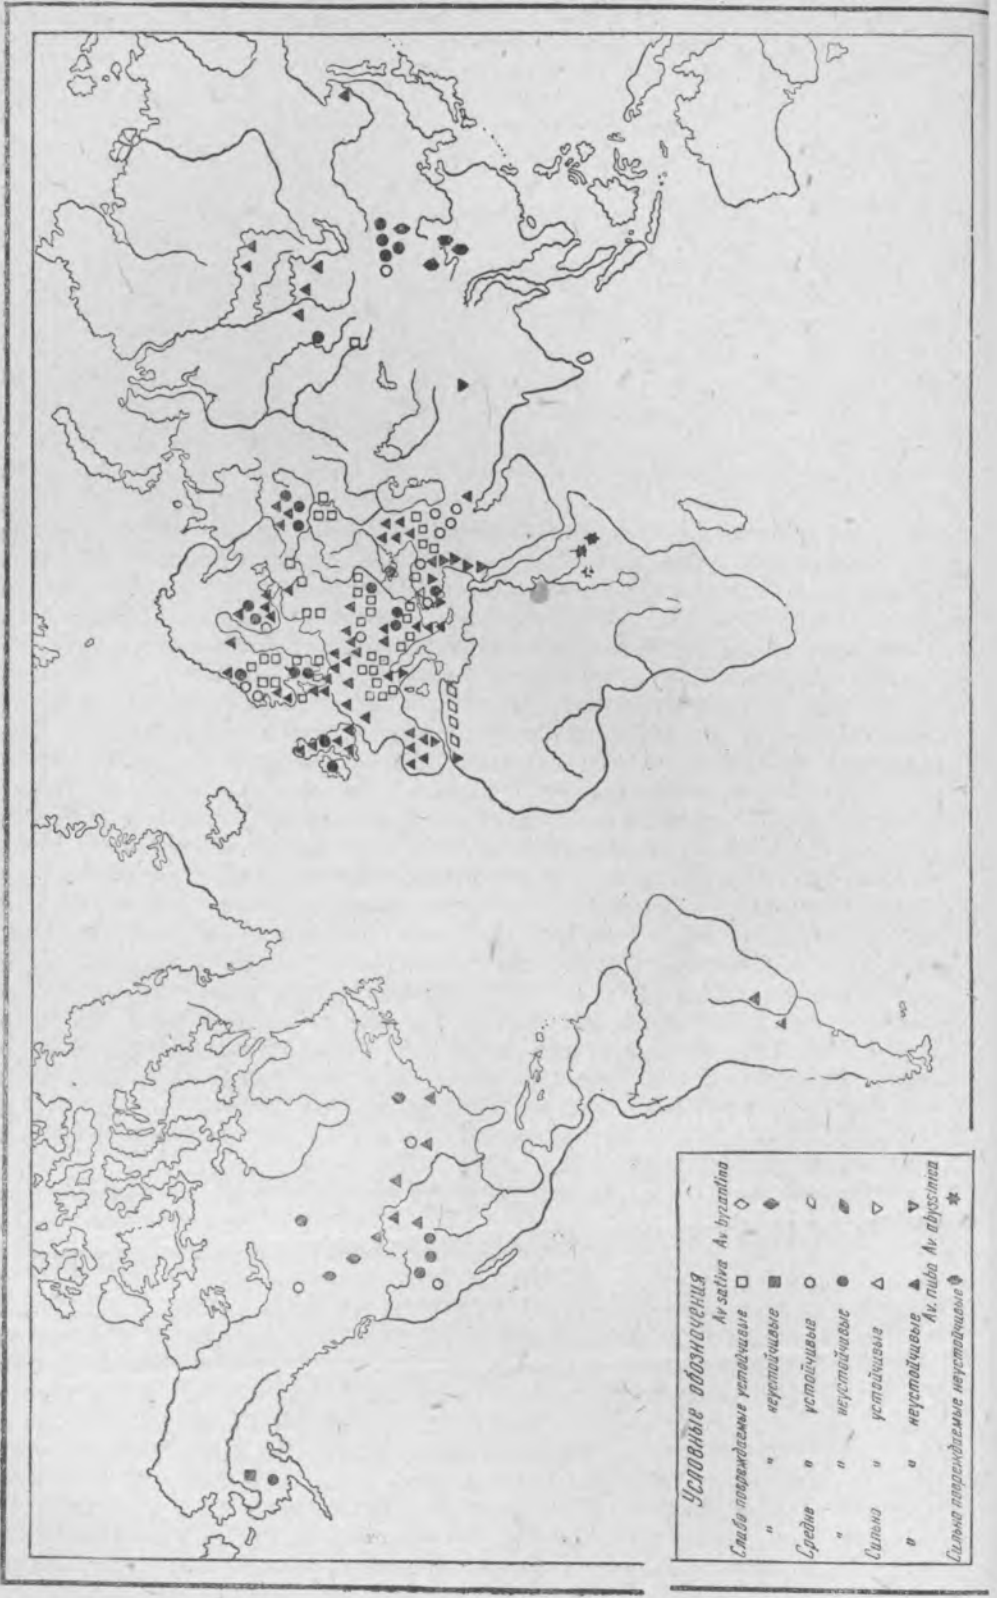 Условные обозначения
Av sativa Av byzantina
Слабо повреждаемые устойчивые
" " неустойчивые
Средне " устойчивые
" " неустойчивые
Сильно " устойчивые
" " неустойчивые
Av. nuba Av abyssinica
Сильно повреждаемые неустойчивые